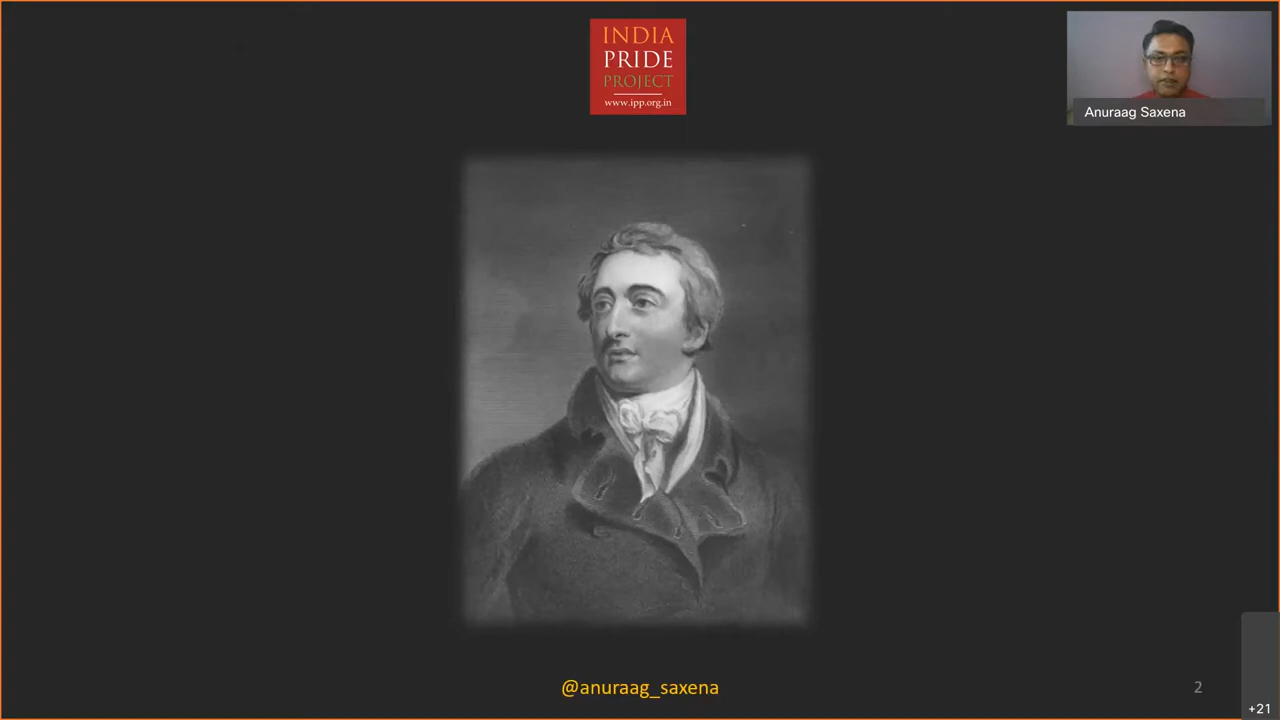 INDIA
PRIDE
PROJECT
www.ipp.org.in
Anuraag Saxena
@anuraag_saxena
2
+21